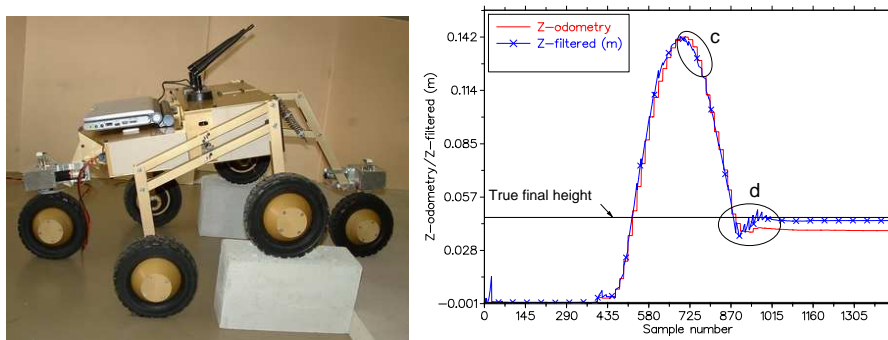 Z-odometry
Z-filtered (m)
Z-odometry/Z-filtered (m)
0.142
0.114
0.085
0.057
0.028
-0.001
c
d
True final height
0 145 290 435 580 725 870 1015 1160 1305
Sample number